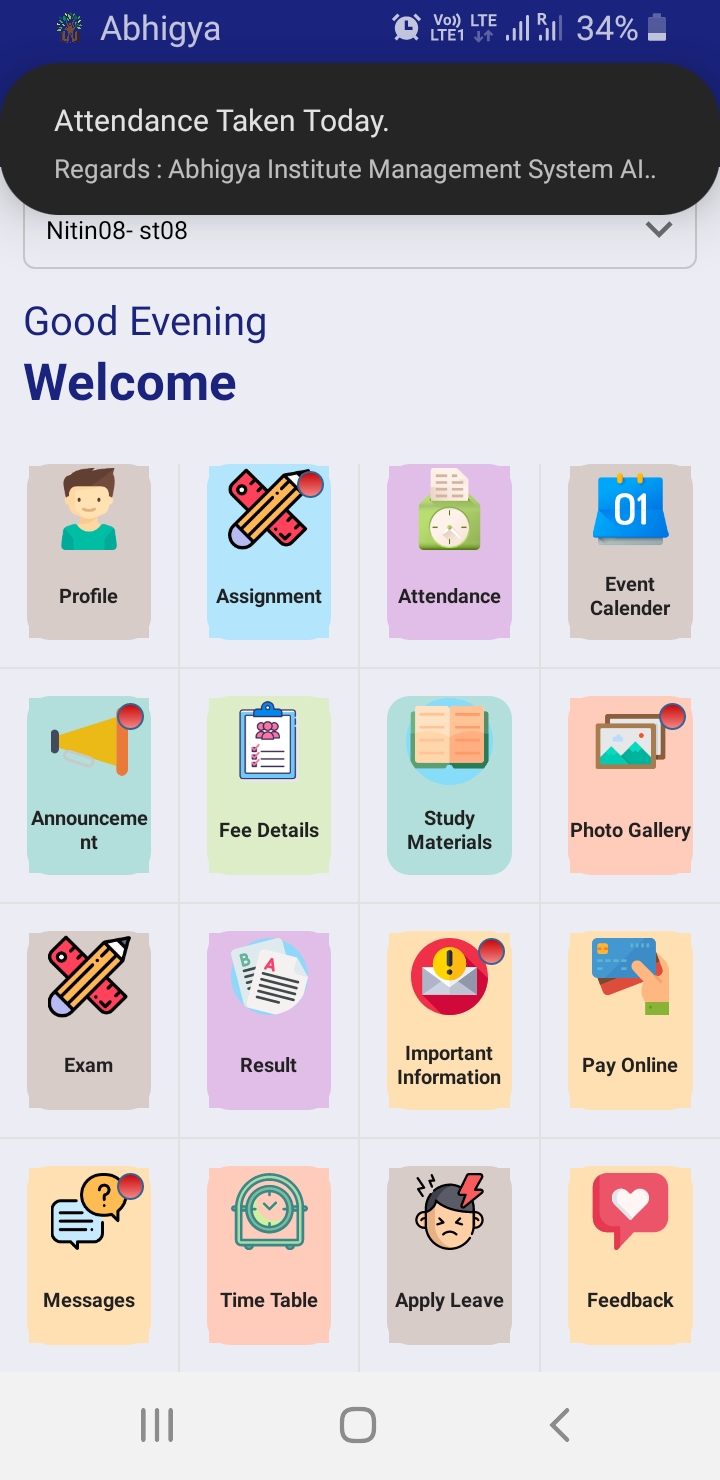 Abhigya
Vo)) LTE
LTE1
R
34%
Attendance Taken Today.
Regards : Abhigya Institute Management System AI..
Nitin08- st08
Good Evening
Welcome
01
Profile
Assignment
Attendance
Event
Calender
Announceme
nt
Fee Details
Study
Materials
Photo Gallery
B
A
!
Exam
Result
Important
Information
Pay Online
?
Messages
Time Table
Apply Leave
Feedback